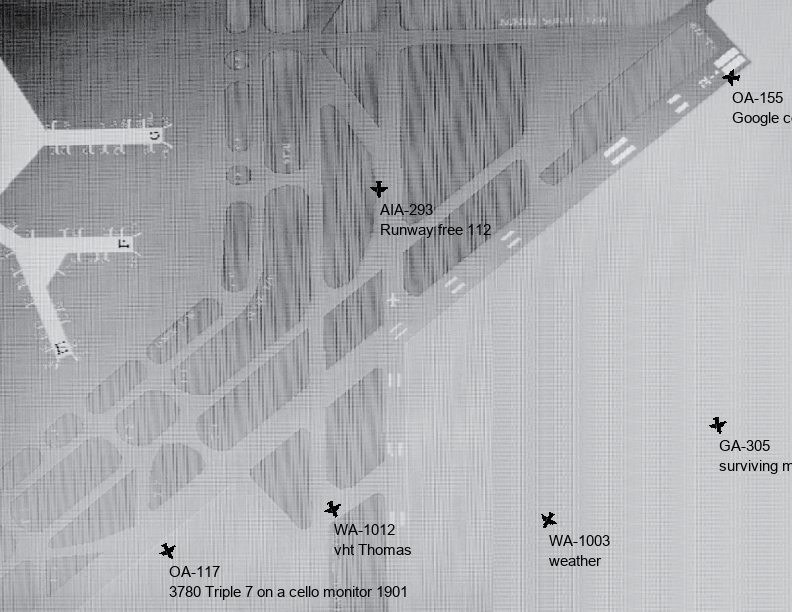 OA-155
Google c
AIA-293
Runway free 112
GA-305
surviving m
WA-1012
vht Thomas
WA-1003
weather
OA-117
3780 Triple 7 on a cello monitor 1901